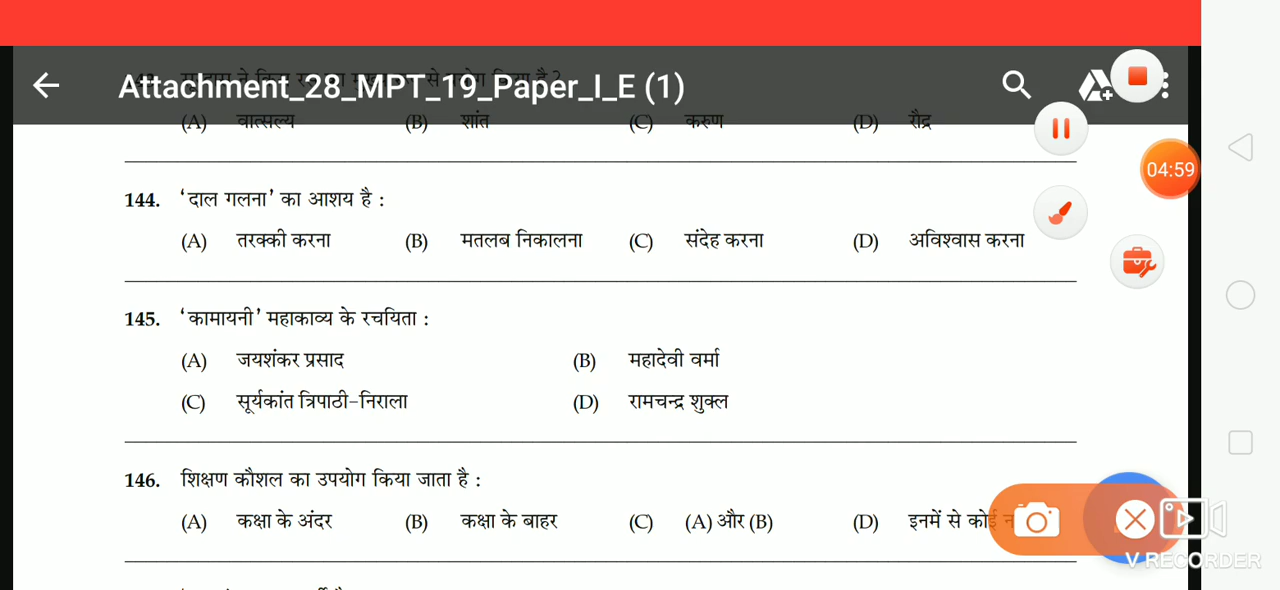 Attachment_28_MPT_19_Paper_I_E (1)
(A) वात्सल्य (B) शांत (C) करुण (D) रौद्र
04:59
144. ‘दाल गलना’ का आशय है :
(A) तरक्की करना (B) मतलब निकालना (C) संदेह करना (D) अविश्वास करना
145. ‘कामायनी’ महाकाव्य के रचयिता :
(A) जयशंकर प्रसाद (B) महादेवी वर्मा
(C) सूर्यकांत त्रिपाठी-निराला (D) रामचन्द्र शुक्ल
146. शिक्षण कौशल का उपयोग किया जाता है :
(A) कक्षा के अंदर (B) कक्षा के बाहर (C) (A) और (B) (D) इनमें से कोई
V RECORDER